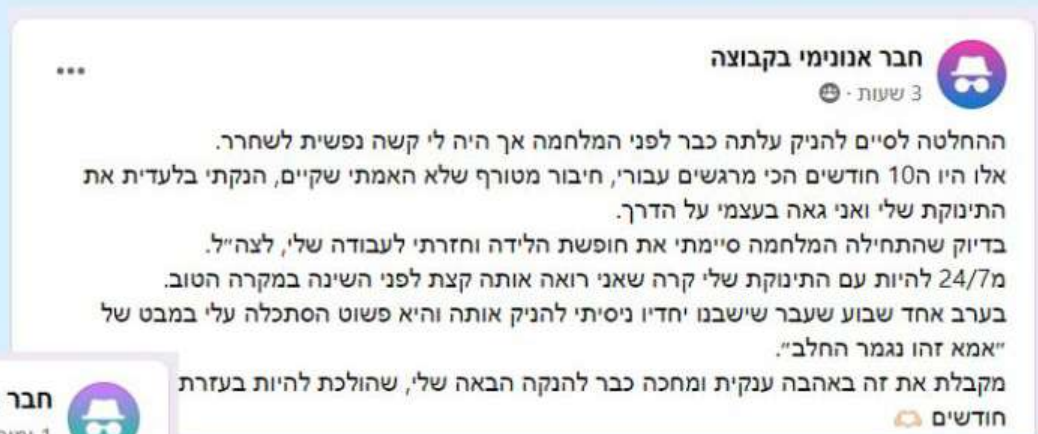 חבר אנונימי בקבוצה
3 שעות ·
ההחלטה לסיים להניק עלתה כבר לפני המלחמה אך היה לי קשה נפשית לשחרר.
אלו היו ה10 חודשים הכי מרגשים עבורי, חיבור מטורף שלא האמתי שקיים, הנקתי בלעדית את
התינוקת שלי ואני גאה בעצמי על הדרך.
בדיוק שהתחילה המלחמה סיימתי את חופשת הלידה וחזרתי לעבודה שלי, לצה״ל.
מ24/7 להיות עם התינוקת שלי קרה שאני רואה אותה קצת לפני השינה במקרה הטוב.
בערב אחד שבוע שעבר שישבנו יחדיו ניסיתי להניק אותה והיא פשוט הסתכלה עלי במבט של
״אמא זהו נגמר החלב״.
מקבלת את זה באהבה ענקית ומחכה כבר להנקה הבאה שלי, שהולכת להיות בעזרת
חודשים 🫶🏻
חבר